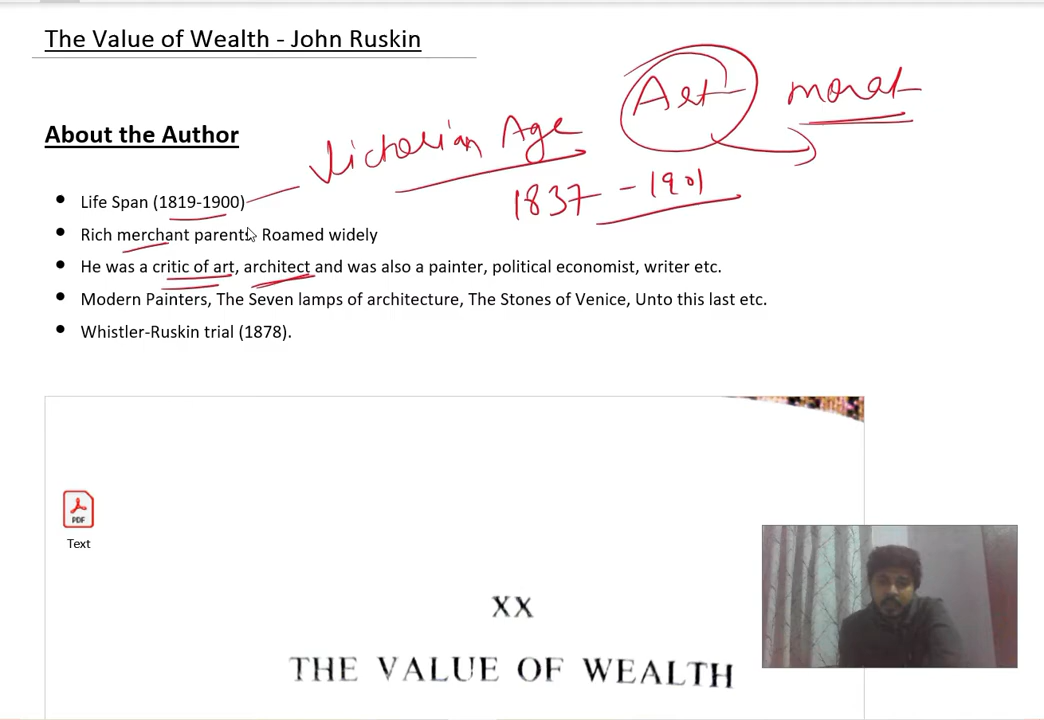 The Value of Wealth - John Ruskin
Art moral
About the Author
Victorian Age
1837 - 1901
• Life Span (1819-1900)
• Rich merchant parents Roamed widely
• He was a critic of art, architect and was also a painter, political economist, writer etc.
• Modern Painters, The Seven lamps of architecture, The Stones of Venice, Unto this last etc.
• Whistler-Ruskin trial (1878).
PDF
Text
XX
THE VALUE OF WEALTH